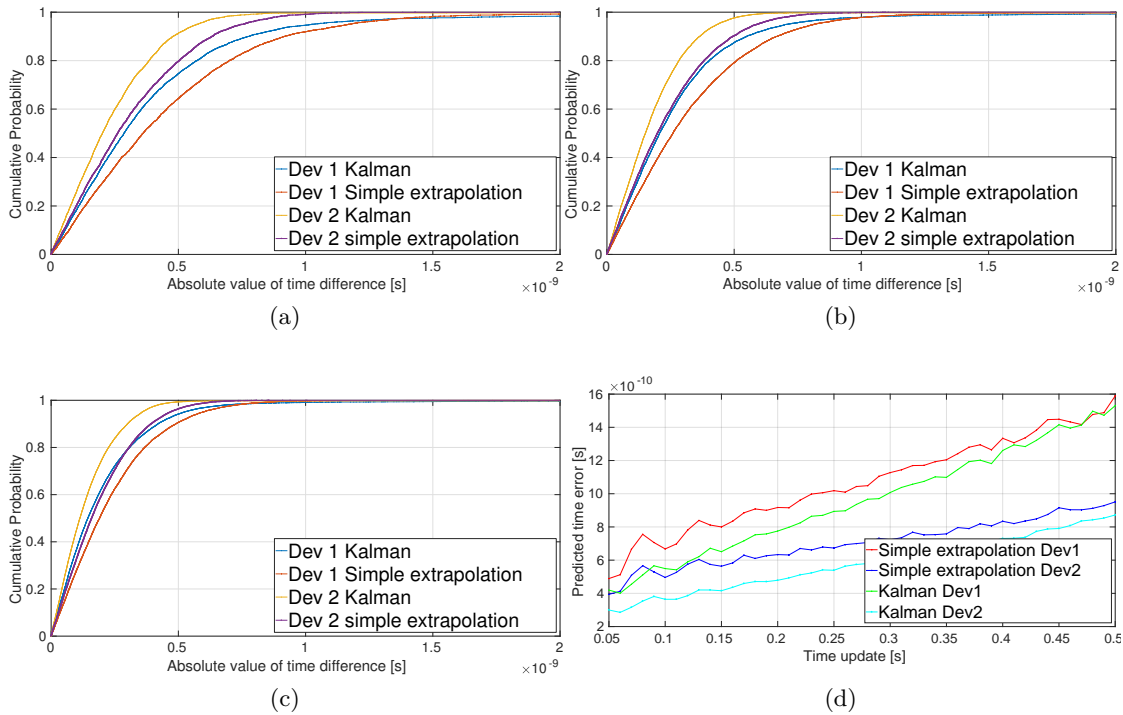 1
0.8
0.6
0.4
0.2
0
Cumulative Probability
Dev 1 Kalman
Dev 1 Simple extrapolation
Dev 2 Kalman
Dev 2 simple extrapolation
0 0.5 1 1.5 2
Absolute value of time difference [s]
×10⁻⁹
(a)
1
0.8
0.6
0.4
0.2
0
Cumulative Probability
Dev 1 Kalman
Dev 1 Simple extrapolation
Dev 2 Kalman
Dev 2 simple extrapolation
0 0.5 1 1.5 2
Absolute value of time difference [s]
×10⁻⁹
(b)
1
0.8
0.6
0.4
0.2
0
Cumulative Probability
Dev 1 Kalman
Dev 1 Simple extrapolation
Dev 2 Kalman
Dev 2 simple extrapolation
0 0.5 1 1.5 2
Absolute value of time difference [s]
×10⁻⁹
(c)
×10⁻¹⁰
16
14
12
10
8
6
4
2
Predicted time error [s]
Simple extrapolation Dev1
Simple extrapolation Dev2
Kalman Dev1
Kalman Dev2
0.05 0.1 0.15 0.2 0.25 0.3 0.35 0.4 0.45 0.5
Time update [s]
(d)